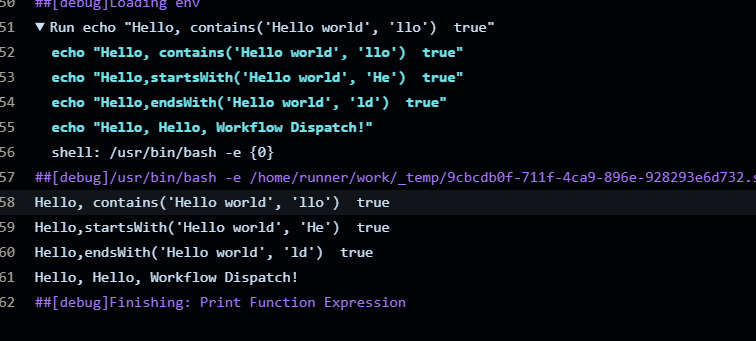 50 ##[debug]Loading env
51 ▼ Run echo "Hello, contains('Hello world', 'llo')  true"
52 echo "Hello, contains('Hello world', 'llo')  true"
53 echo "Hello,startsWith('Hello world', 'He')  true"
54 echo "Hello,endsWith('Hello world', 'ld')  true"
55 echo "Hello, Hello, Workflow Dispatch!"
56 shell: /usr/bin/bash -e {0}
57 ##[debug]/usr/bin/bash -e /home/runner/work/_temp/9cbcdb0f-711f-4ca9-896e-928293e6d732.s
58 Hello, contains('Hello world', 'llo')  true
59 Hello,startsWith('Hello world', 'He')  true
60 Hello,endsWith('Hello world', 'ld')  true
61 Hello, Hello, Workflow Dispatch!
62 ##[debug]Finishing: Print Function Expression